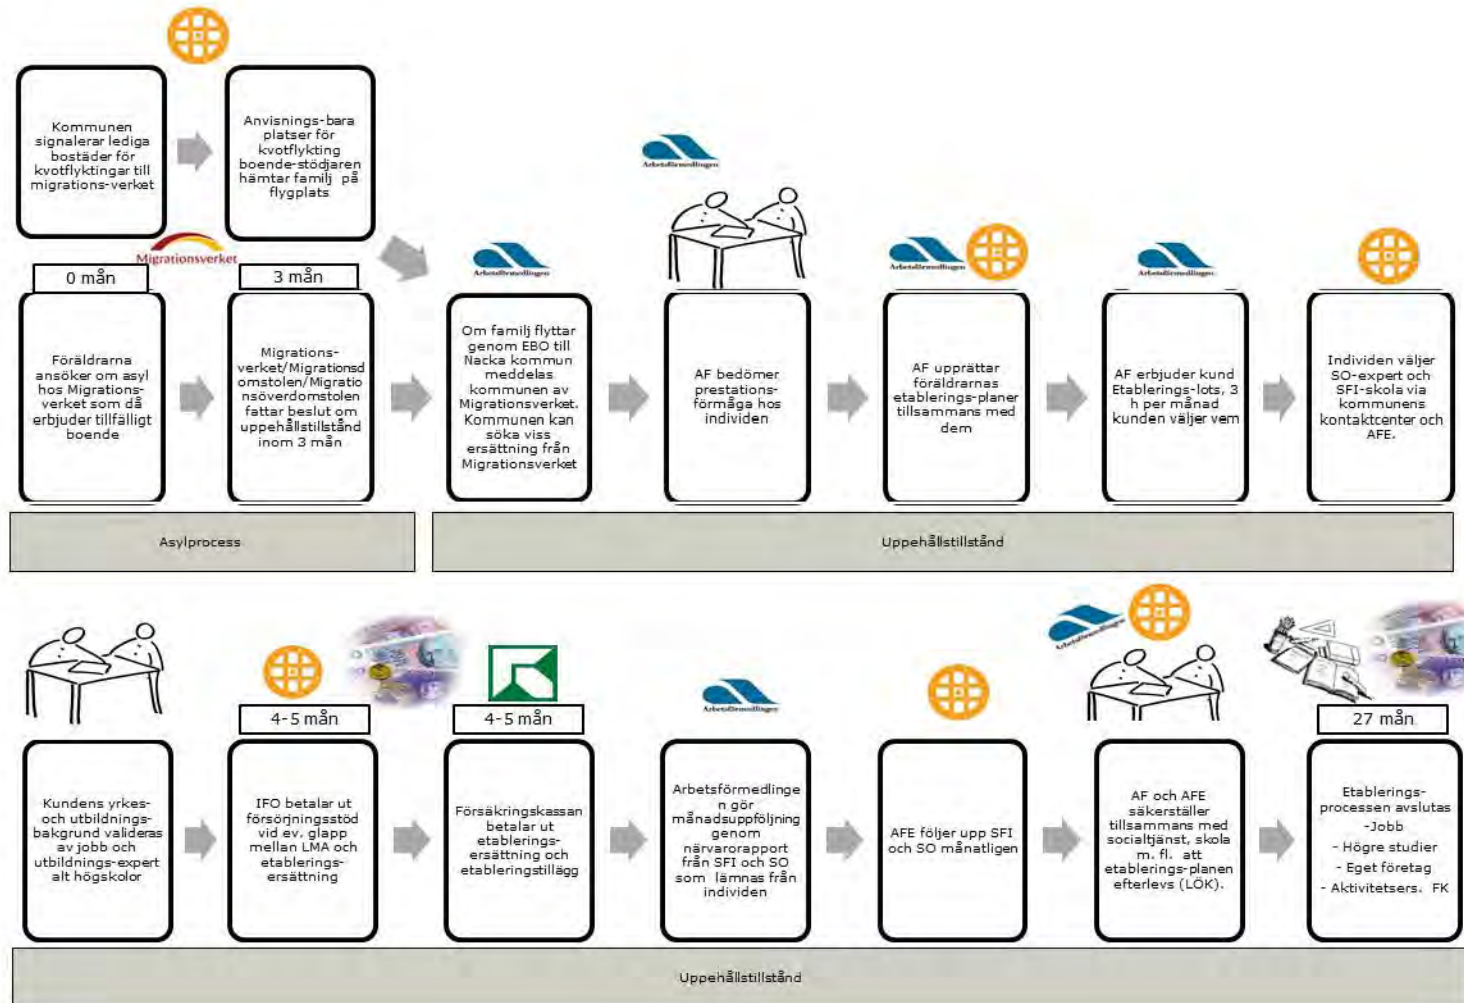 Kommunen
signalerar lediga
bostäder för
kvotflyktingar till
migrations-verket
Anvisnings-bara
platser för
kvotflykting
boende-stödjaren
hämtar familj på
flygplats
Migrationsverket
0 mån
3 mån
Föräldrarna
ansöker om asyl
hos Migrations-
verket som då
erbjuder tillfälligt
boende
Migrations-
verket/Migrationsd
omstolen/Migratio
nsöverdomstolen
fattar beslut om
uppehållstillstånd
inom 3 mån
Arbetsförmedlingen
Om familj flyttar
genom EBO till
Nacka kommun
meddelas
kommunen av
Migrationsverket.
Kommunen kan
söka viss
ersättning från
Migrationsverket
Arbetsförmedlingen
AF bedömer
prestations-
förmåga hos
individen
Arbetsförmedlingen
AF upprättar
föräldrarnas
etablerings-planer
tillsammans med
dem
Arbetsförmedlingen
AF erbjuder kund
Etablerings-lots, 3
h per månad
kunden väljer vem
Individen väljer
SO-expert och
SFI-skola via
kommunens
kontaktcenter och
AFE.
Asylprocess
Uppehållstillstånd
Kundens yrkes-
och utbildnings-
bakgrund valideras
av jobb och
utbildnings-expert
alt högskolor
4-5 mån
IFO betalar ut
försörjningsstöd
vid ev. glapp
mellan LMA och
etablerings-
ersättning
4-5 mån
Försäkringskassan
betalar ut
etablerings-
ersättning och
etableringstillägg
Arbetsförmedlingen
Arbetsförmedlinge
n gör
månadsuppföljning
genom
närvarorapport
från SFI och SO
som lämnas från
individen
AFE följer upp SFI
och SO månatligen
Arbetsförmedlingen
AF och AFE
säkerställer
tillsammans med
socialtjänst, skola
m. fl. att
etablerings-planen
efterlevs (LÖK).
27 mån
Etablerings-
processen avslutas
-Jobb
- Högre studier
- Eget företag
- Aktivitetsers. FK
Uppehållstillstånd